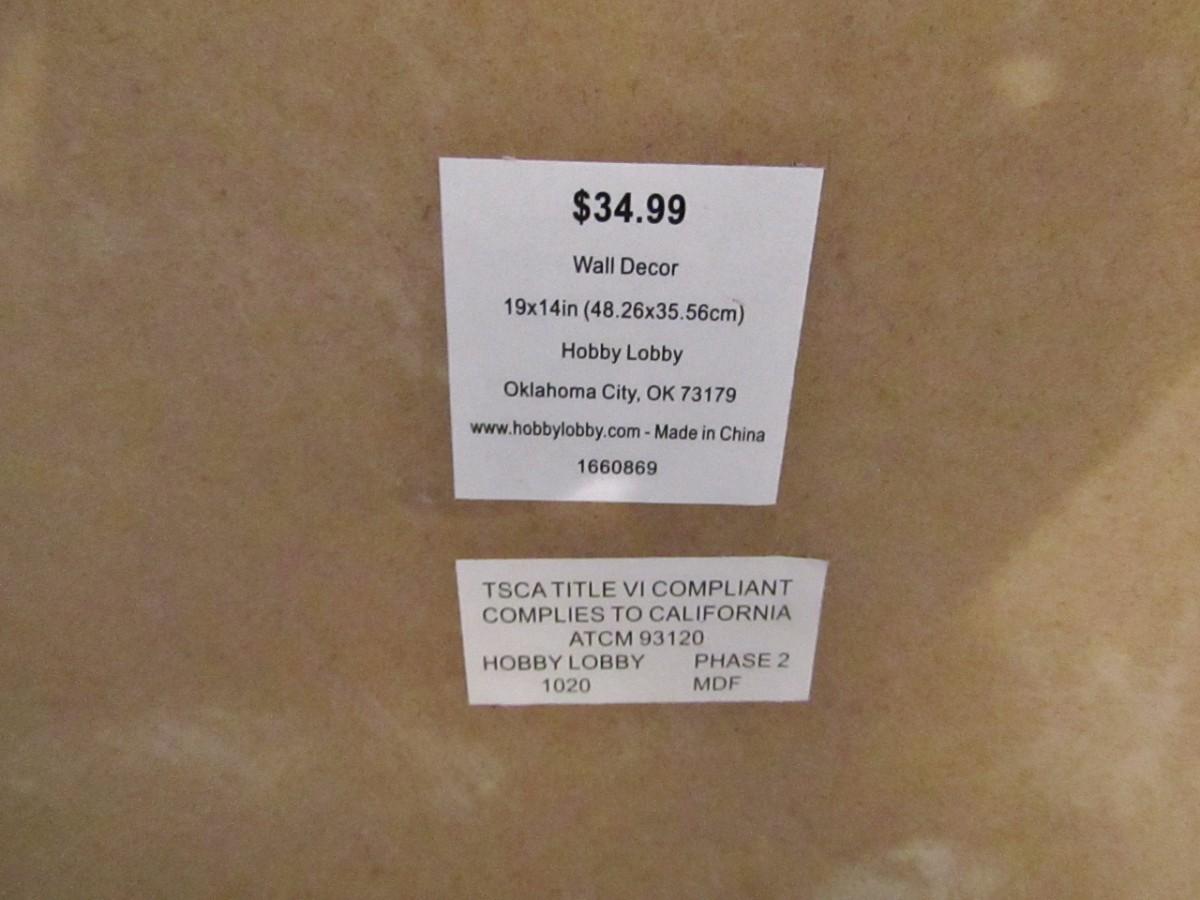 $34.99
Wall Decor
19x14in (48.26x35.56cm)
Hobby Lobby
Oklahoma City, OK 73179
www.hobbylobby.com - Made in China
1660869
TSCA TITLE VI COMPLIANT
COMPLIES TO CALIFORNIA
ATCM 93120
HOBBY LOBBY PHASE 2
1020 MDF